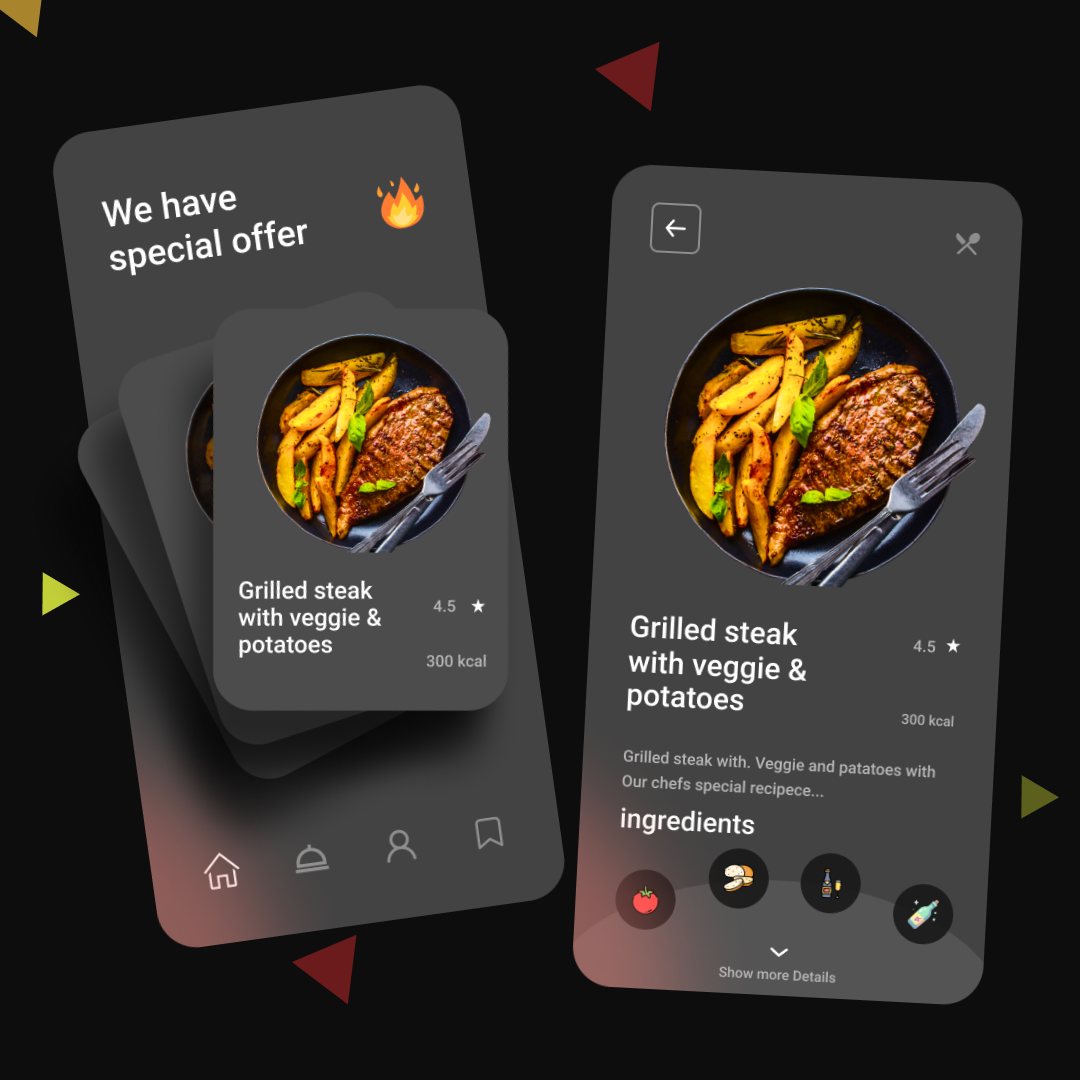 We have
special offer
Grilled steak
with veggie &
potatoes
4.5
300 kcal
Grilled steak
with veggie &
potatoes
4.5
300 kcal
Grilled steak with. Veggie and patatoes with
Our chefs special recipece...
ingredients
Show more Details